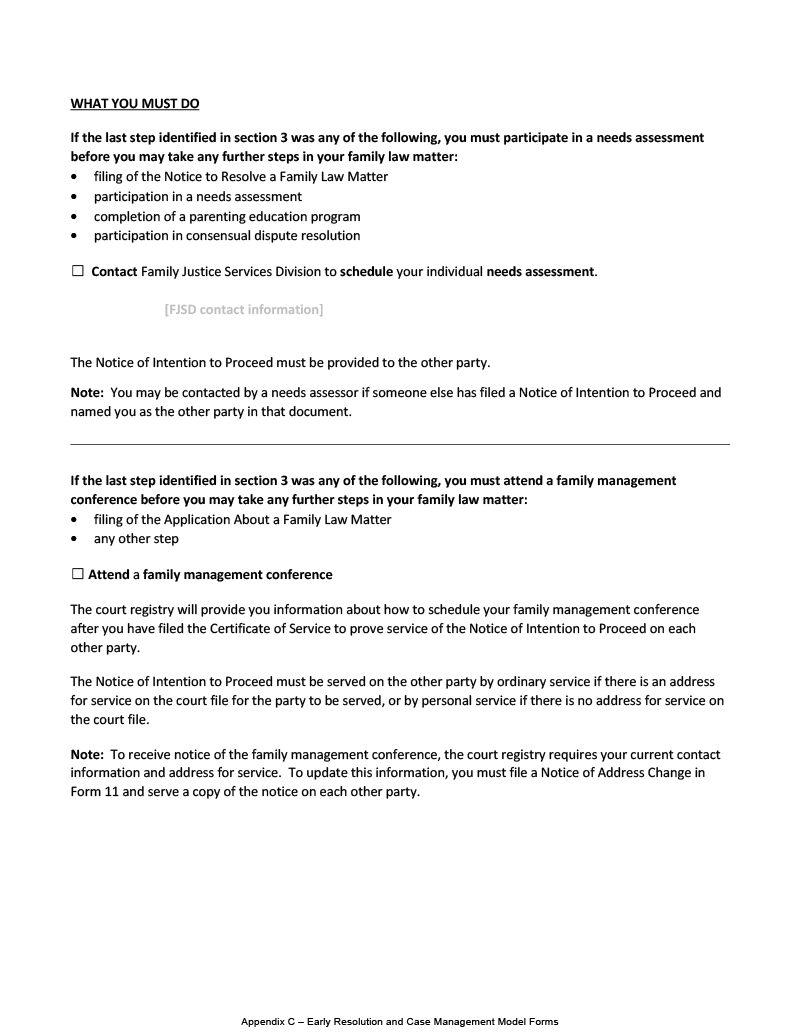 WHAT YOU MUST DO
If the last step identified in section 3 was any of the following, you must participate in a needs assessment
before you may take any further steps in your family law matter:
• filing of the Notice to Resolve a Family Law Matter
• participation in a needs assessment
• completion of a parenting education program
• participation in consensual dispute resolution
☐ Contact Family Justice Services Division to schedule your individual needs assessment.
[FJSD contact information]
The Notice of Intention to Proceed must be provided to the other party.
Note: You may be contacted by a needs assessor if someone else has filed a Notice of Intention to Proceed and
named you as the other party in that document.
If the last step identified in section 3 was any of the following, you must attend a family management
conference before you may take any further steps in your family law matter:
• filing of the Application About a Family Law Matter
• any other step
☐ Attend a family management conference
The court registry will provide you information about how to schedule your family management conference
after you have filed the Certificate of Service to prove service of the Notice of Intention to Proceed on each
other party.
The Notice of Intention to Proceed must be served on the other party by ordinary service if there is an address
for service on the court file for the party to be served, or by personal service if there is no address for service on
the court file.
Note: To receive notice of the family management conference, the court registry requires your current contact
information and address for service. To update this information, you must file a Notice of Address Change in
Form 11 and serve a copy of the notice on each other party.
Appendix C – Early Resolution and Case Management Model Forms